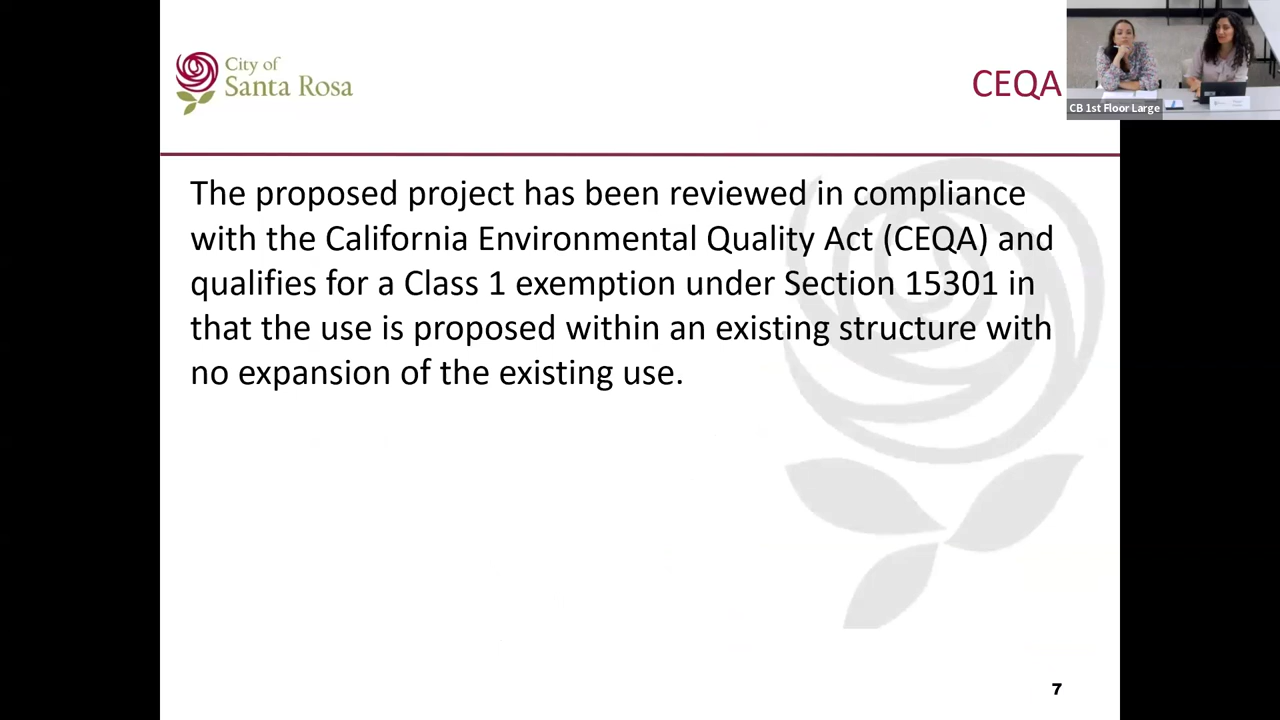 City of
Santa Rosa
CEQA
CB 1st Floor Large
The proposed project has been reviewed in compliance
with the California Environmental Quality Act (CEQA) and
qualifies for a Class 1 exemption under Section 15301 in
that the use is proposed within an existing structure with
no expansion of the existing use.
7